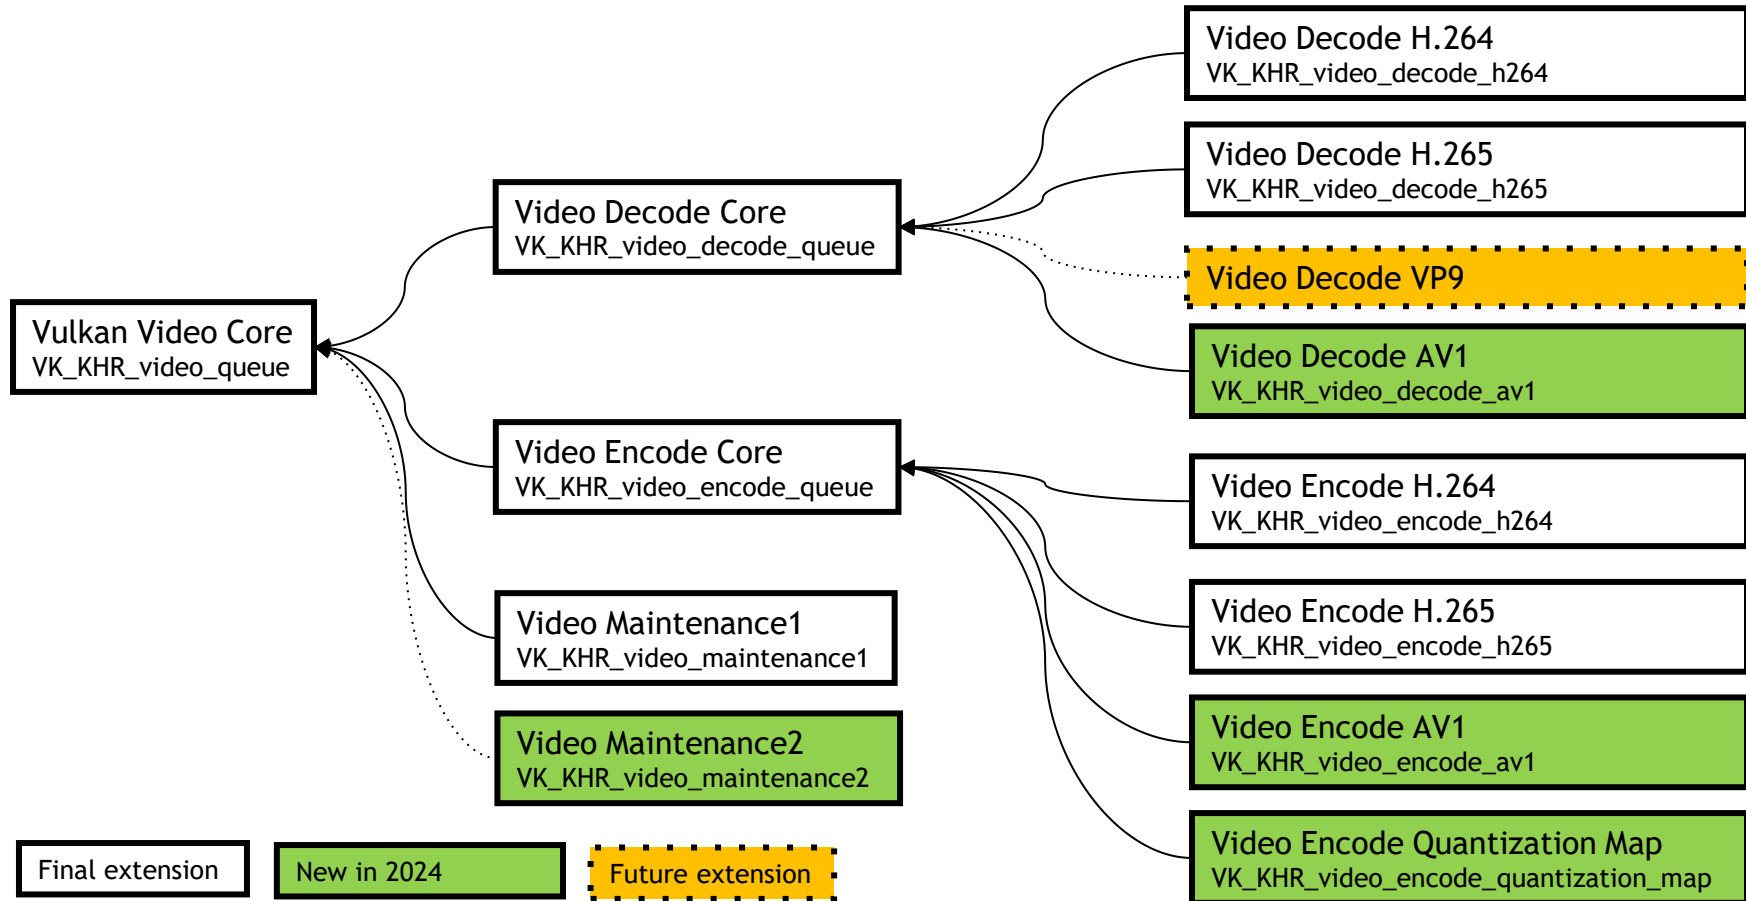 Vulkan Video Core
VK_KHR_video_queue
Video Decode Core
VK_KHR_video_decode_queue
Video Encode Core
VK_KHR_video_encode_queue
Video Maintenance1
VK_KHR_video_maintenance1
Video Maintenance2
VK_KHR_video_maintenance2
Video Decode H.264
VK_KHR_video_decode_h264
Video Decode H.265
VK_KHR_video_decode_h265
Video Decode VP9
Video Decode AV1
VK_KHR_video_decode_av1
Video Encode H.264
VK_KHR_video_encode_h264
Video Encode H.265
VK_KHR_video_encode_h265
Video Encode AV1
VK_KHR_video_encode_av1
Video Encode Quantization Map
VK_KHR_video_encode_quantization_map
Final extension
New in 2024
Future extension